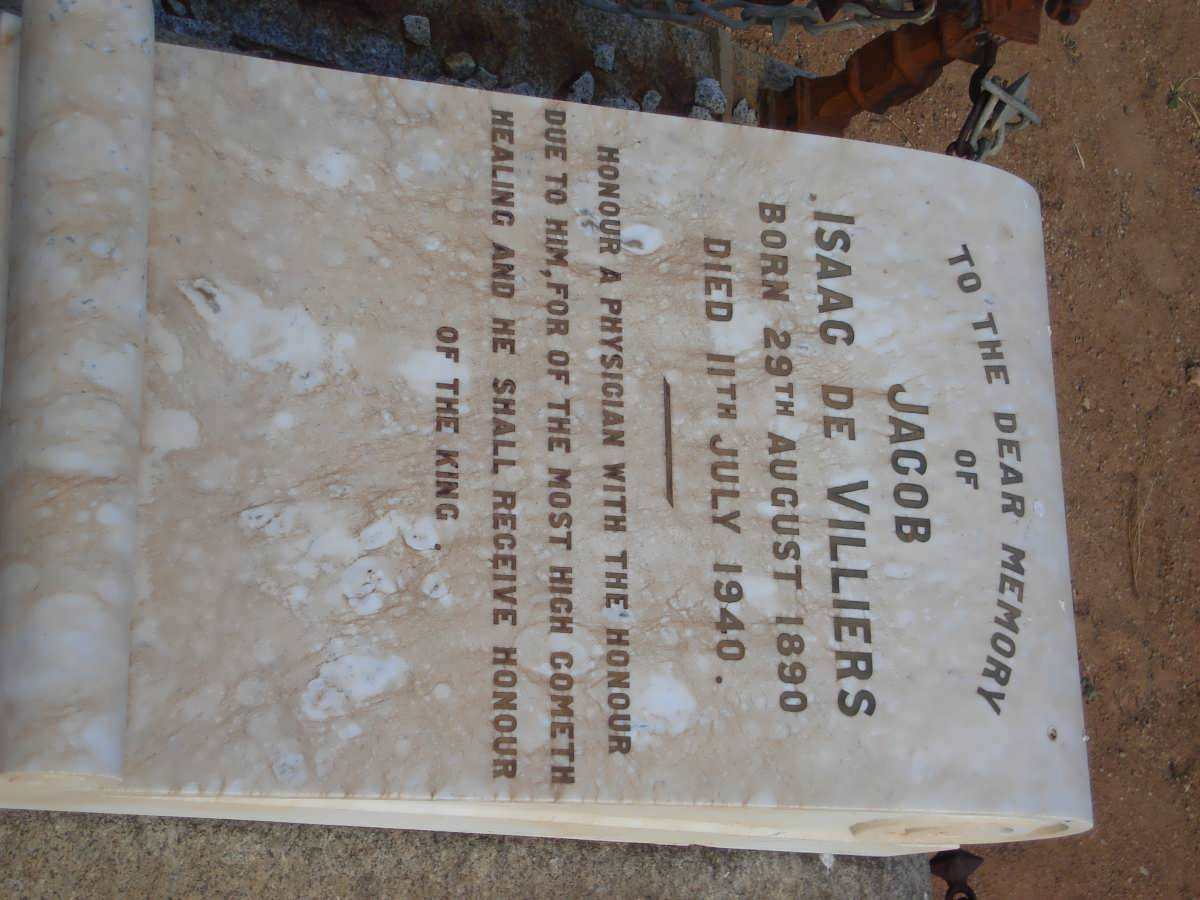 TO THE DEAR MEMORY
OF
JACOB
ISAAC DE VILLIERS
BORN 29TH AUGUST 1890
DIED 11TH JULY 1940.
HONOUR A PHYSICIAN WITH THE HONOUR
DUE TO HIM, FOR OF THE MOST HIGH COMETH
HEALING AND HE SHALL RECEIVE HONOUR
OF THE KING.